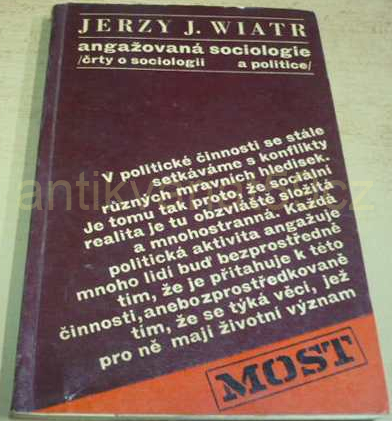 JERZY J. WIATR
angažovaná sociologie
/črty o sociologii a politice/
V politické činnosti se stále
setkáváme s konflikty
různých mravních hledisek.
Je tomu tak proto, že sociální
realita je tu obzvláště složitá
a mnohostranná. Každá
politická aktivita angažuje
mnoho lidí buď bezprostředně
tím, že je přitahuje k této
činnosti, anebo zprostředkovaně
tím, že se týká věcí, jež
pro ně mají životní význam
MOST